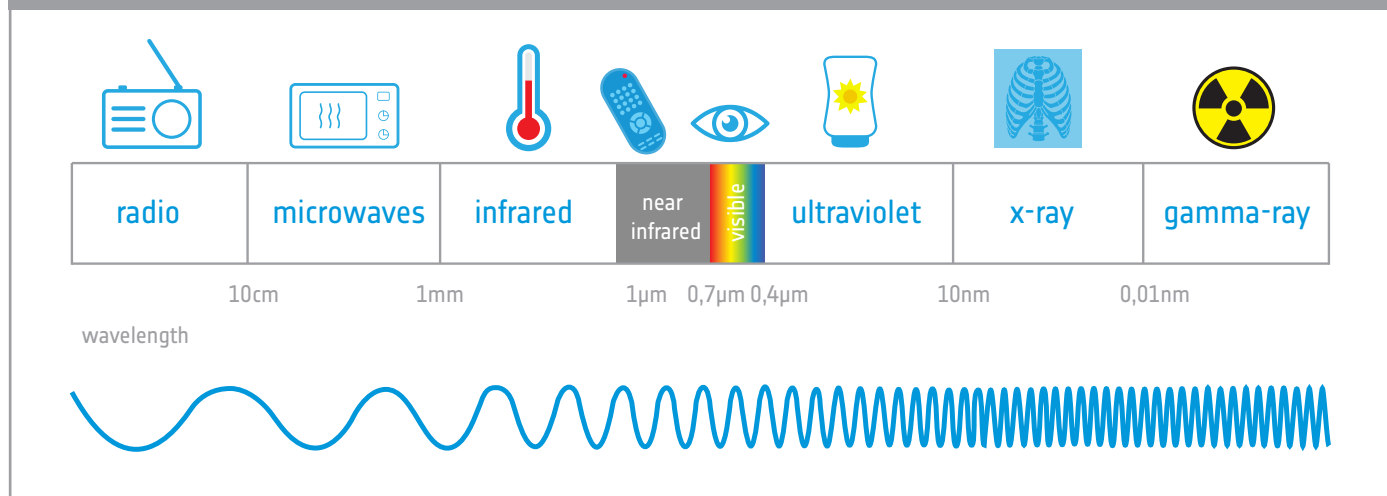 radio
microwaves
infrared
near
infrared
visible
ultraviolet
x-ray
gamma-ray
10cm
1mm
1μm
0,7μm
0,4μm
10nm
0,01nm
wavelength